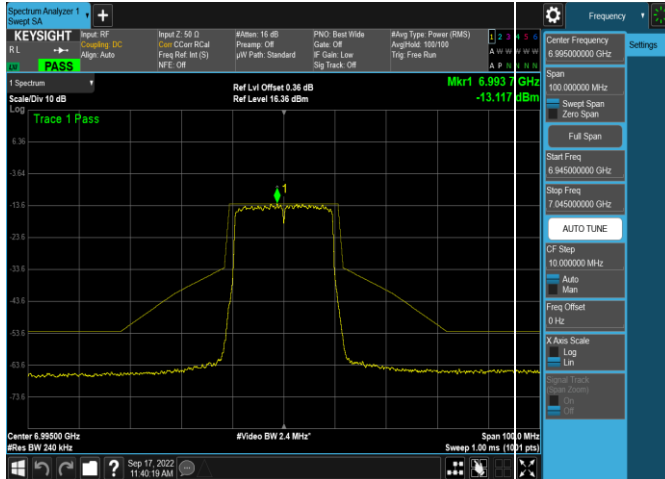 Spectrum Analyzer 1
Swept SA
+
Frequency
KEYSIGHT
R L
LNI
PASS
Input: RF
Coupling: DC
Align: Auto
Input Z: 50 Ω
Corr CCorr RCal
Freq Ref: Int (S)
NFE: Off
#Atten: 16 dB
Preamp: Off
µW Path: Standard
PNO: Best Wide
Gate: Off
IF Gain: Low
Sig Track: Off
#Avg Type: Power (RMS)
Avg|Hold: 100/100
Trig: Free Run
1 2 3 4 5 6
A W W W W W
A P N N N N
1 Spectrum
Scale/Div 10 dB
Log
Ref Lvl Offset 0.36 dB
Ref Level 16.36 dBm
Mkr1 6.993 7 GHz
-13.117 dBm
Trace 1 Pass
1
6.36
-3.64
-13.6
-23.6
-33.6
-43.6
-53.6
-63.6
-73.6
Center 6.99500 GHz
#Res BW 240 kHz
#Video BW 2.4 MHz*
Span 100.0 MHz
Sweep 1.00 ms (1001 pts)
?
Sep 17, 2022
11:40:19 AM
Center Frequency
6.995000000 GHz
Settings
Span
100.000000 MHz
Swept Span
Zero Span
Full Span
Start Freq
6.945000000 GHz
Stop Freq
7.045000000 GHz
AUTO TUNE
CF Step
10.000000 MHz
Auto
Man
Freq Offset
0 Hz
X Axis Scale
Log
Lin
Signal Track
(Span Zoom)
On
Off